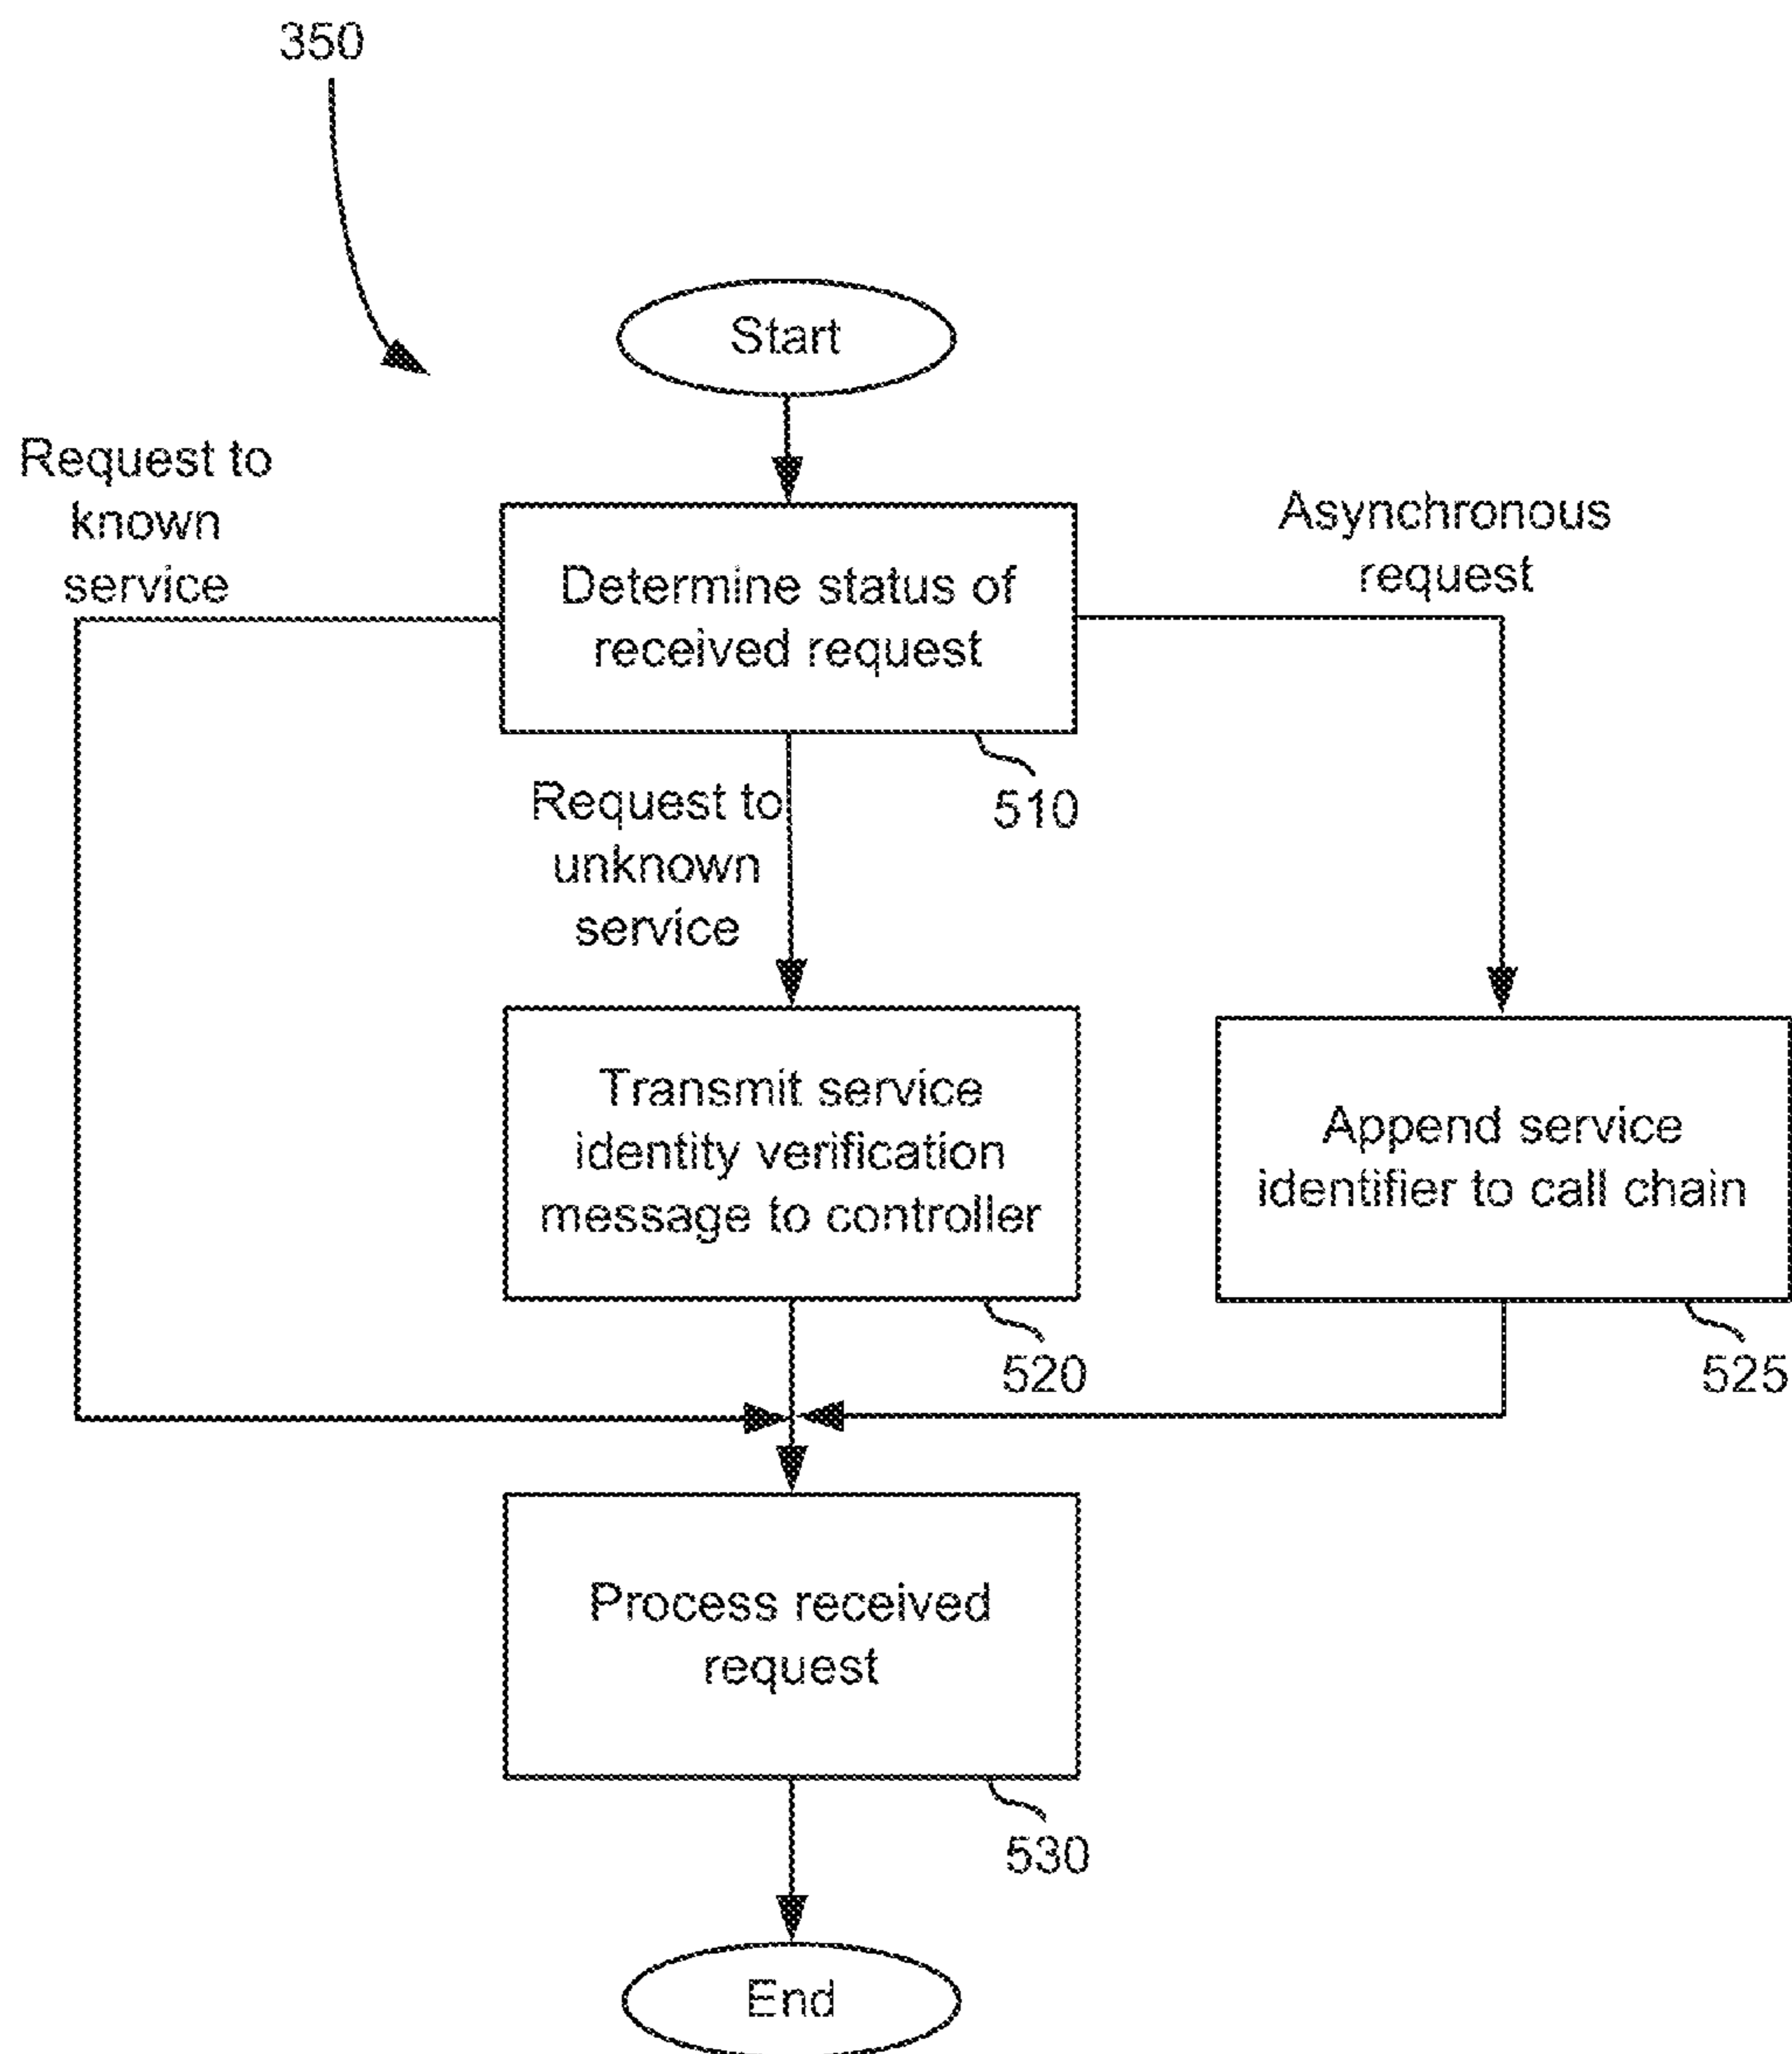 350
Start
Request to
known
service
Determine status of
received request
Asynchronous
request
510
Request to
unknown
service
Transmit service
identity verification
message to controller
520
Append service
identifier to call chain
525
Process received
request
530
End